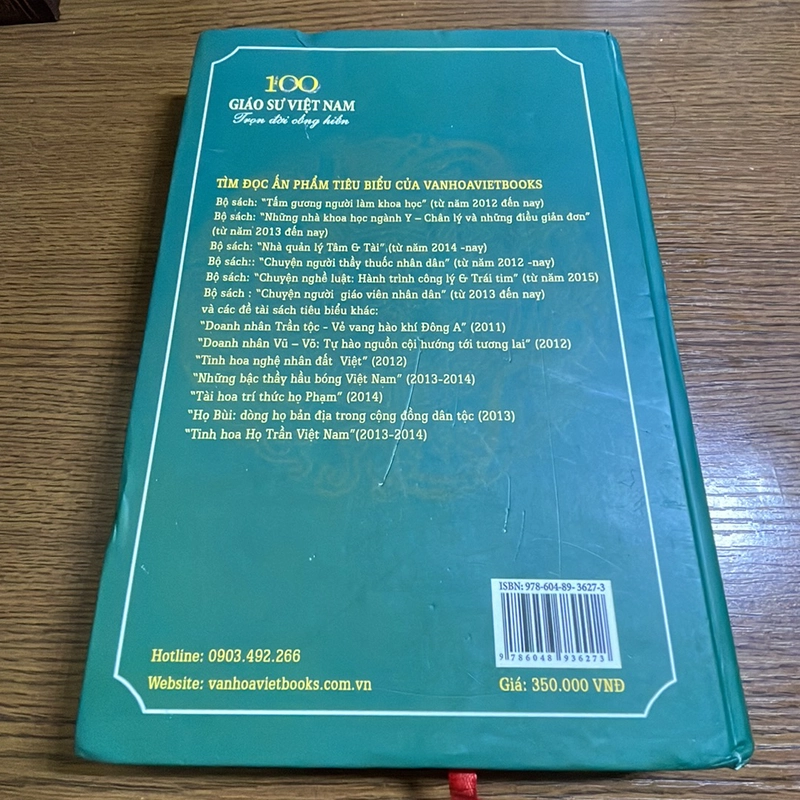 100
GIÁO SƯ VIỆT NAM
Trọn đời cống hiến
TÌM ĐỌC ẤN PHẨM TIÊU BIỂU CỦA VANHOAVIETBOOKS
Bộ sách: "Tấm gương người làm khoa học" (từ năm 2012 đến nay)
Bộ sách: "Những nhà khoa học ngành Y – Chân lý và những điều giản đơn"
(từ năm 2013 đến nay)
Bộ sách: "Nhà quản lý Tâm & Tài" (từ năm 2014 -nay)
Bộ sách:: "Chuyện người thầy thuốc nhân dân" (từ năm 2012 -nay)
Bộ sách: "Chuyện nghề luật: Hành trình công lý & Trái tim" (từ năm 2015)
Bộ sách : "Chuyện người giáo viên nhân dân" (từ 2013 đến nay)
và các đề tài sách tiêu biểu khác:
"Doanh nhân Trần tộc - Vẻ vang hào khí Đông A" (2011)
"Doanh nhân Vũ – Võ: Tự hào nguồn cội hướng tới tương lai" (2012)
"Tinh hoa nghệ nhân đất Việt" (2012)
"Những bậc thầy hầu bóng Việt Nam" (2013-2014)
"Tài hoa trí thức họ Phạm" (2014)
"Họ Bùi: dòng họ bản địa trong cộng đồng dân tộc (2013)
"Tinh hoa Họ Trần Việt Nam"(2013-2014)
ISBN: 978-604-89-3627-3
9 786048 936273
Hotline: 0903.492.266
Website: vanhoavietbooks.com.vn
Giá: 350.000 VNĐ